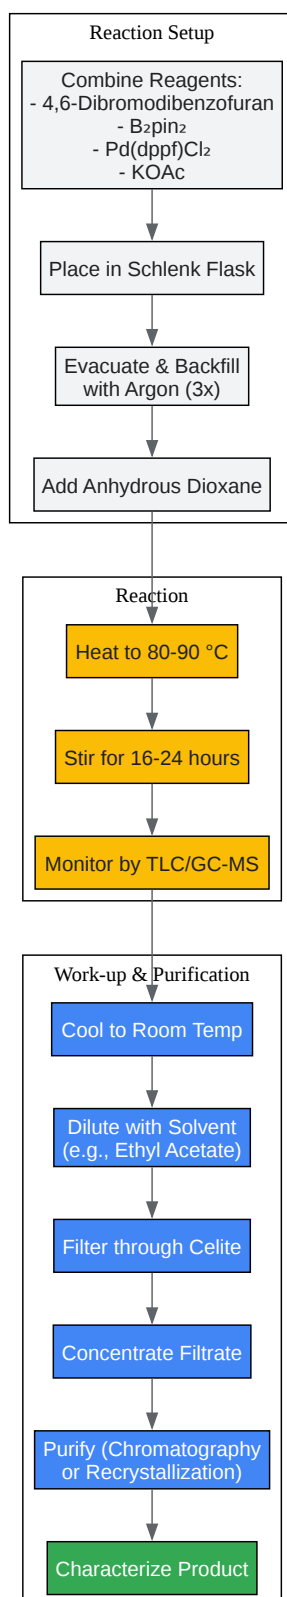 Reaction Setup
Combine Reagents:
- 4,6-Dibromodibenzofuran
- B₂pin₂
- Pd(dppf)Cl₂
- KOAc
Place in Schlenk Flask
Evacuate & Backfill
with Argon (3x)
Add Anhydrous Dioxane
Reaction
Heat to 80-90 °C
Stir for 16-24 hours
Monitor by TLC/GC-MS
Work-up & Purification
Cool to Room Temp
Dilute with Solvent
(e.g., Ethyl Acetate)
Filter through Celite
Concentrate Filtrate
Purify (Chromatography
or Recrystallization)
Characterize Product